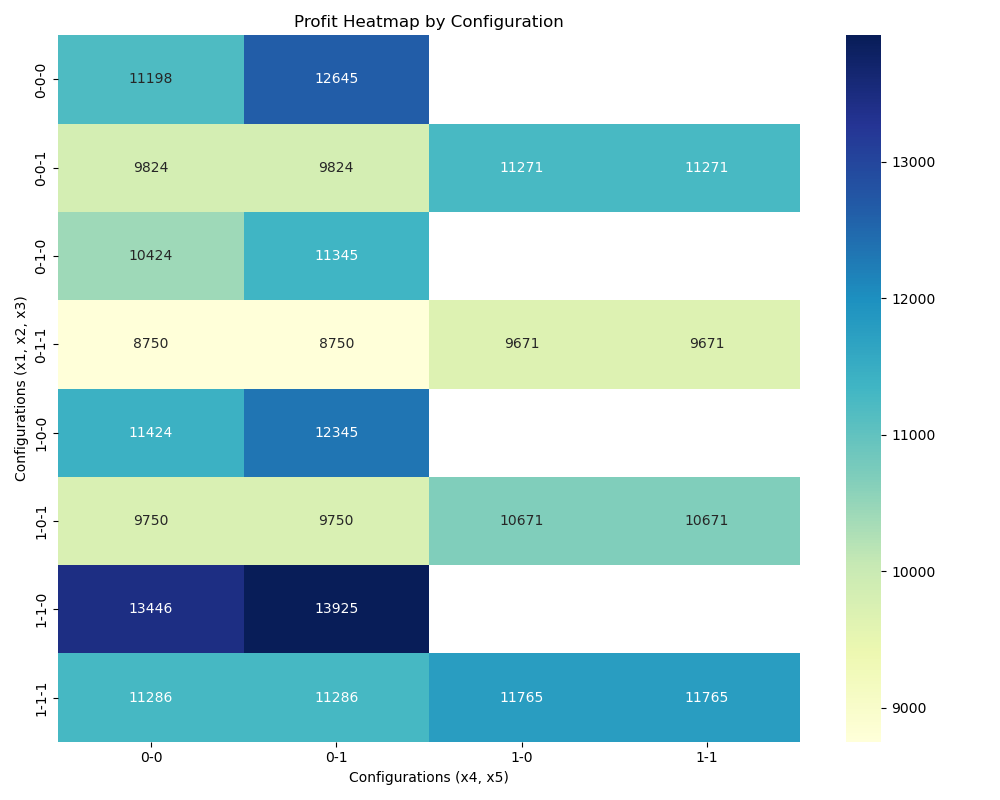 Profit Heatmap by Configuration
Configurations (x1, x2, x3)
0-0-0 11198 12645
0-0-1 9824 9824 11271 11271
0-1-0 10424 11345
0-1-1 8750 8750 9671 9671
1-0-0 11424 12345
1-0-1 9750 9750 10671 10671
1-1-0 13446 13925
1-1-1 11286 11286 11765 11765
0-0 0-1 1-0 1-1
Configurations (x4, x5)
13000
12000
11000
10000
9000